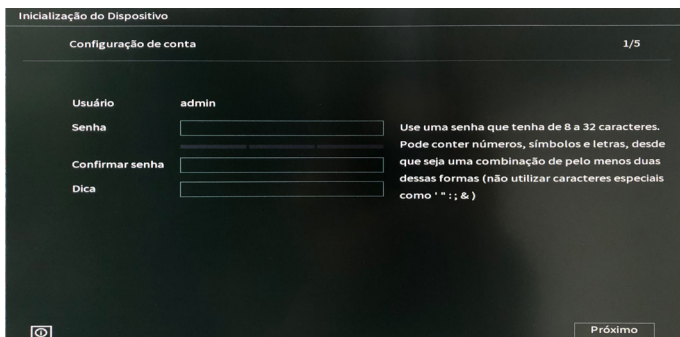 Inicialização do Dispositivo
Configuração de conta
1/5
Usuário admin
Senha
Use uma senha que tenha de 8 a 32 caracteres.
Pode conter números, símbolos e letras, desde
que seja uma combinação de pelo menos duas
dessas formas (não utilizar caracteres especiais
como ' " : ; & )
Confirmar senha
Dica
Próximo